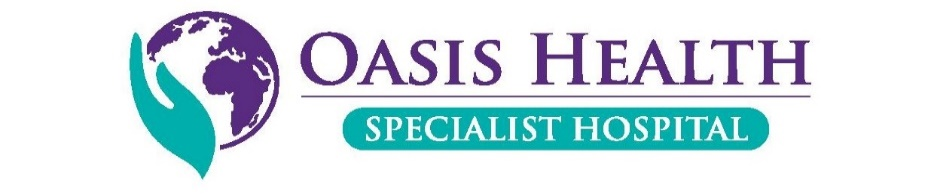 OASIS HEALTH
SPECIALIST HOSPITAL